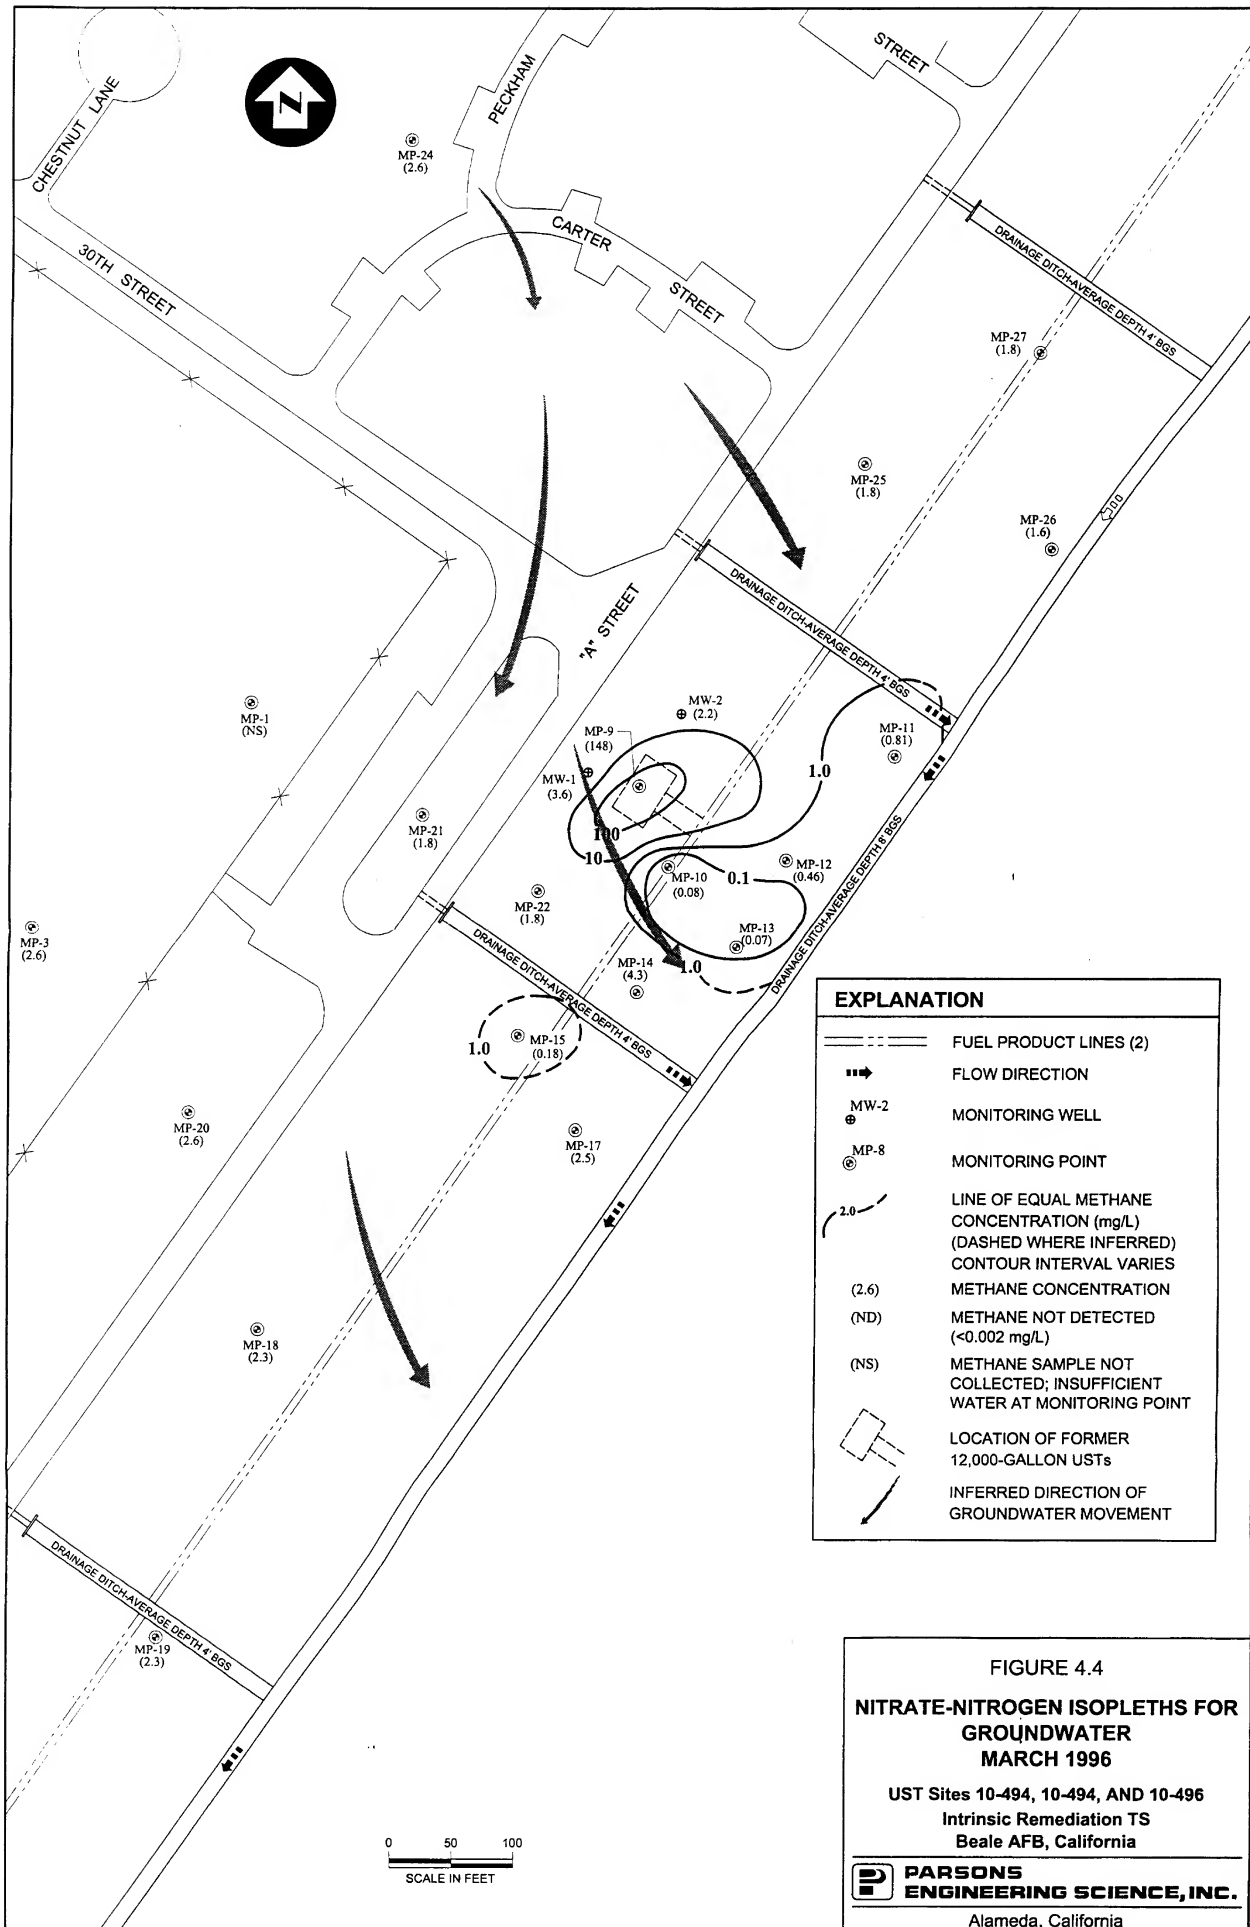 STREET
PECKHAM
CHESTNUT LANE
N
MP-24
(2.6)
CARTER
STREET
30TH STREET
DRAINAGE DITCH-AVERAGE DEPTH 4' BGS
MP-27
(1.8)
MP-25
(1.8)
MP-26
(1.6)
DRAINAGE DITCH-AVERAGE DEPTH 4' BGS
"A" STREET
MP-1
(NS)
MW-2
(2.2)
MP-9
(148)
MP-11
(0.81)
1.0
MW-1
(3.6)
MP-21
(1.8)
100
10
MP-10
(0.08)
0.1
MP-12
(0.46)
DRAINAGE DITCH-AVERAGE DEPTH 8' BGS
MP-22
(1.8)
MP-3
(2.6)
MP-13
(0.07)
MP-14
(4.3)
1.0
DRAINAGE DITCH-AVERAGE DEPTH 4' BGS
MP-15
(0.18)
1.0
MP-20
(2.6)
MP-17
(2.5)
MP-18
(2.3)
DRAINAGE DITCH-AVERAGE DEPTH 4' BGS
MP-19
(2.3)
EXPLANATION
FUEL PRODUCT LINES (2)
FLOW DIRECTION
MW-2
MONITORING WELL
MP-8
MONITORING POINT
2.0
LINE OF EQUAL METHANE
CONCENTRATION (mg/L)
(DASHED WHERE INFERRED)
CONTOUR INTERVAL VARIES
(2.6) METHANE CONCENTRATION
(ND) METHANE NOT DETECTED
(<0.002 mg/L)
(NS) METHANE SAMPLE NOT
COLLECTED; INSUFFICIENT
WATER AT MONITORING POINT
LOCATION OF FORMER
12,000-GALLON USTs
INFERRED DIRECTION OF
GROUNDWATER MOVEMENT
0 50 100
SCALE IN FEET
FIGURE 4.4
NITRATE-NITROGEN ISOPLETHS FOR
GROUNDWATER
MARCH 1996
UST Sites 10-494, 10-494, AND 10-496
Intrinsic Remediation TS
Beale AFB, California
PARSONS
ENGINEERING SCIENCE, INC.
Alameda, California